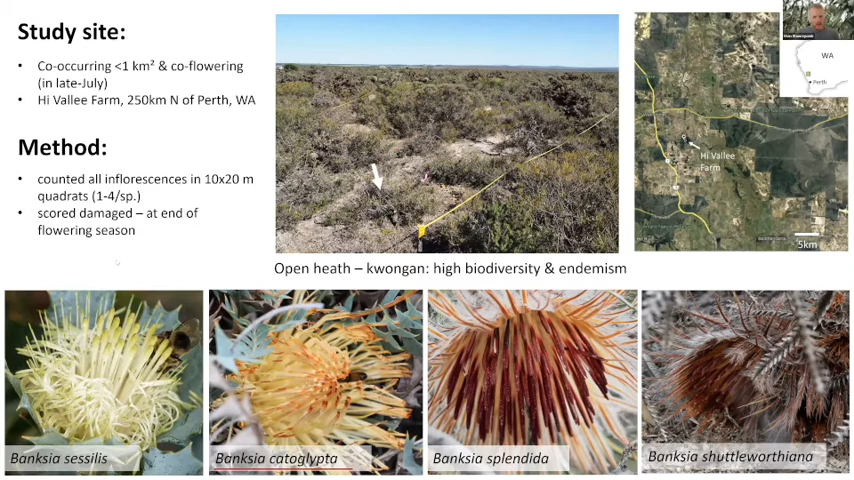 Study site:
• Co-occurring <1 km² & co-flowering
(in late-July)
• Hi Vallee Farm, 250km N of Perth, WA
Method:
• counted all inflorescences in 10x20 m
quadrats (1-4/sp.)
• scored damaged – at end of
flowering season
WA
Perth
Hi Vallee
Farm
5km
Open heath – kwongan: high biodiversity & endemism
Banksia sessilis
Banksia catoglypta
Banksia splendida
Banksia shuttleworthiana